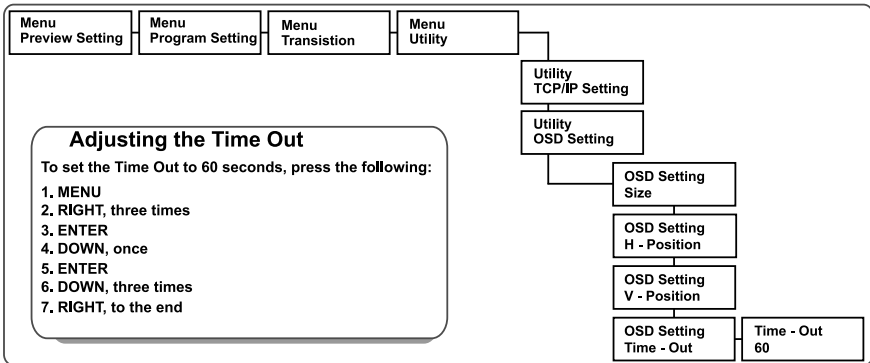 Menu
Preview Setting
Menu
Program Setting
Menu
Transistion
Menu
Utility
Utility
TCP/IP Setting
Utility
OSD Setting
Adjusting the Time Out
To set the Time Out to 60 seconds, press the following:
1. MENU
2. RIGHT, three times
3. ENTER
4. DOWN, once
5. ENTER
6. DOWN, three times
7. RIGHT, to the end
OSD Setting
Size
OSD Setting
H - Position
OSD Setting
V - Position
OSD Setting
Time - Out
Time - Out
60